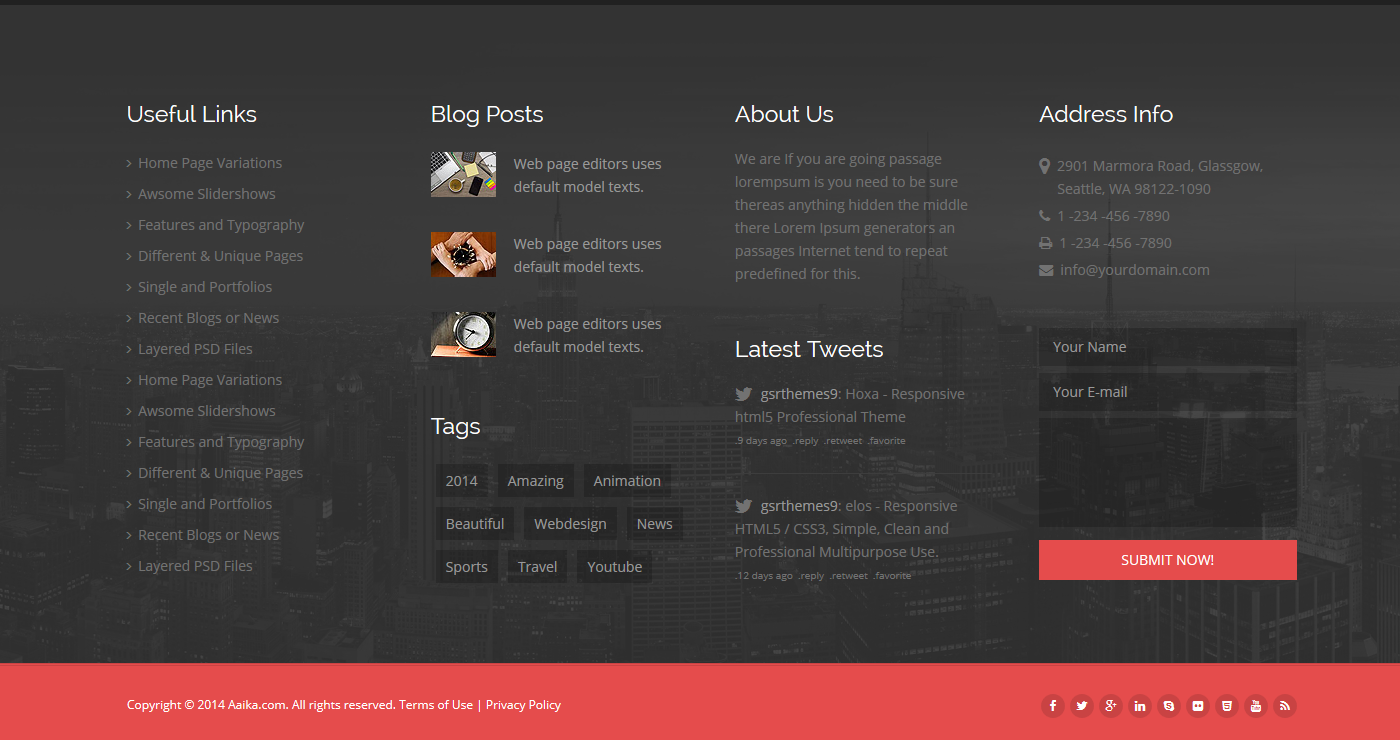 Useful Links
Home Page Variations
Awsome Slidershows
Features and Typography
Different & Unique Pages
Single and Portfolios
Recent Blogs or News
Layered PSD Files
Home Page Variations
Awsome Slidershows
Features and Typography
Different & Unique Pages
Single and Portfolios
Recent Blogs or News
Layered PSD Files
Blog Posts
Web page editors uses
default model texts.
Web page editors uses
default model texts.
Web page editors uses
default model texts.
Tags
2014 Amazing Animation
Beautiful Webdesign News
Sports Travel Youtube
About Us
We are If you are going passage
lorempsum is you need to be sure
thereas anything hidden the middle
there Lorem Ipsum generators an
passages Internet tend to repeat
predefined for this.
Latest Tweets
gsrthemes9: Hoxa - Responsive
html5 Professional Theme
.9 days ago .reply .retweet .favorite
gsrthemes9: elos - Responsive
HTML5 / CSS3, Simple, Clean and
Professional Multipurpose Use.
.12 days ago .reply .retweet .favorite
Address Info
2901 Marmora Road, Glassgow,
Seattle, WA 98122-1090
1 -234 -456 -7890
1 -234 -456 -7890
info@yourdomain.com
Your Name
Your E-mail
SUBMIT NOW!
Copyright © 2014 Aaika.com. All rights reserved. Terms of Use | Privacy Policy